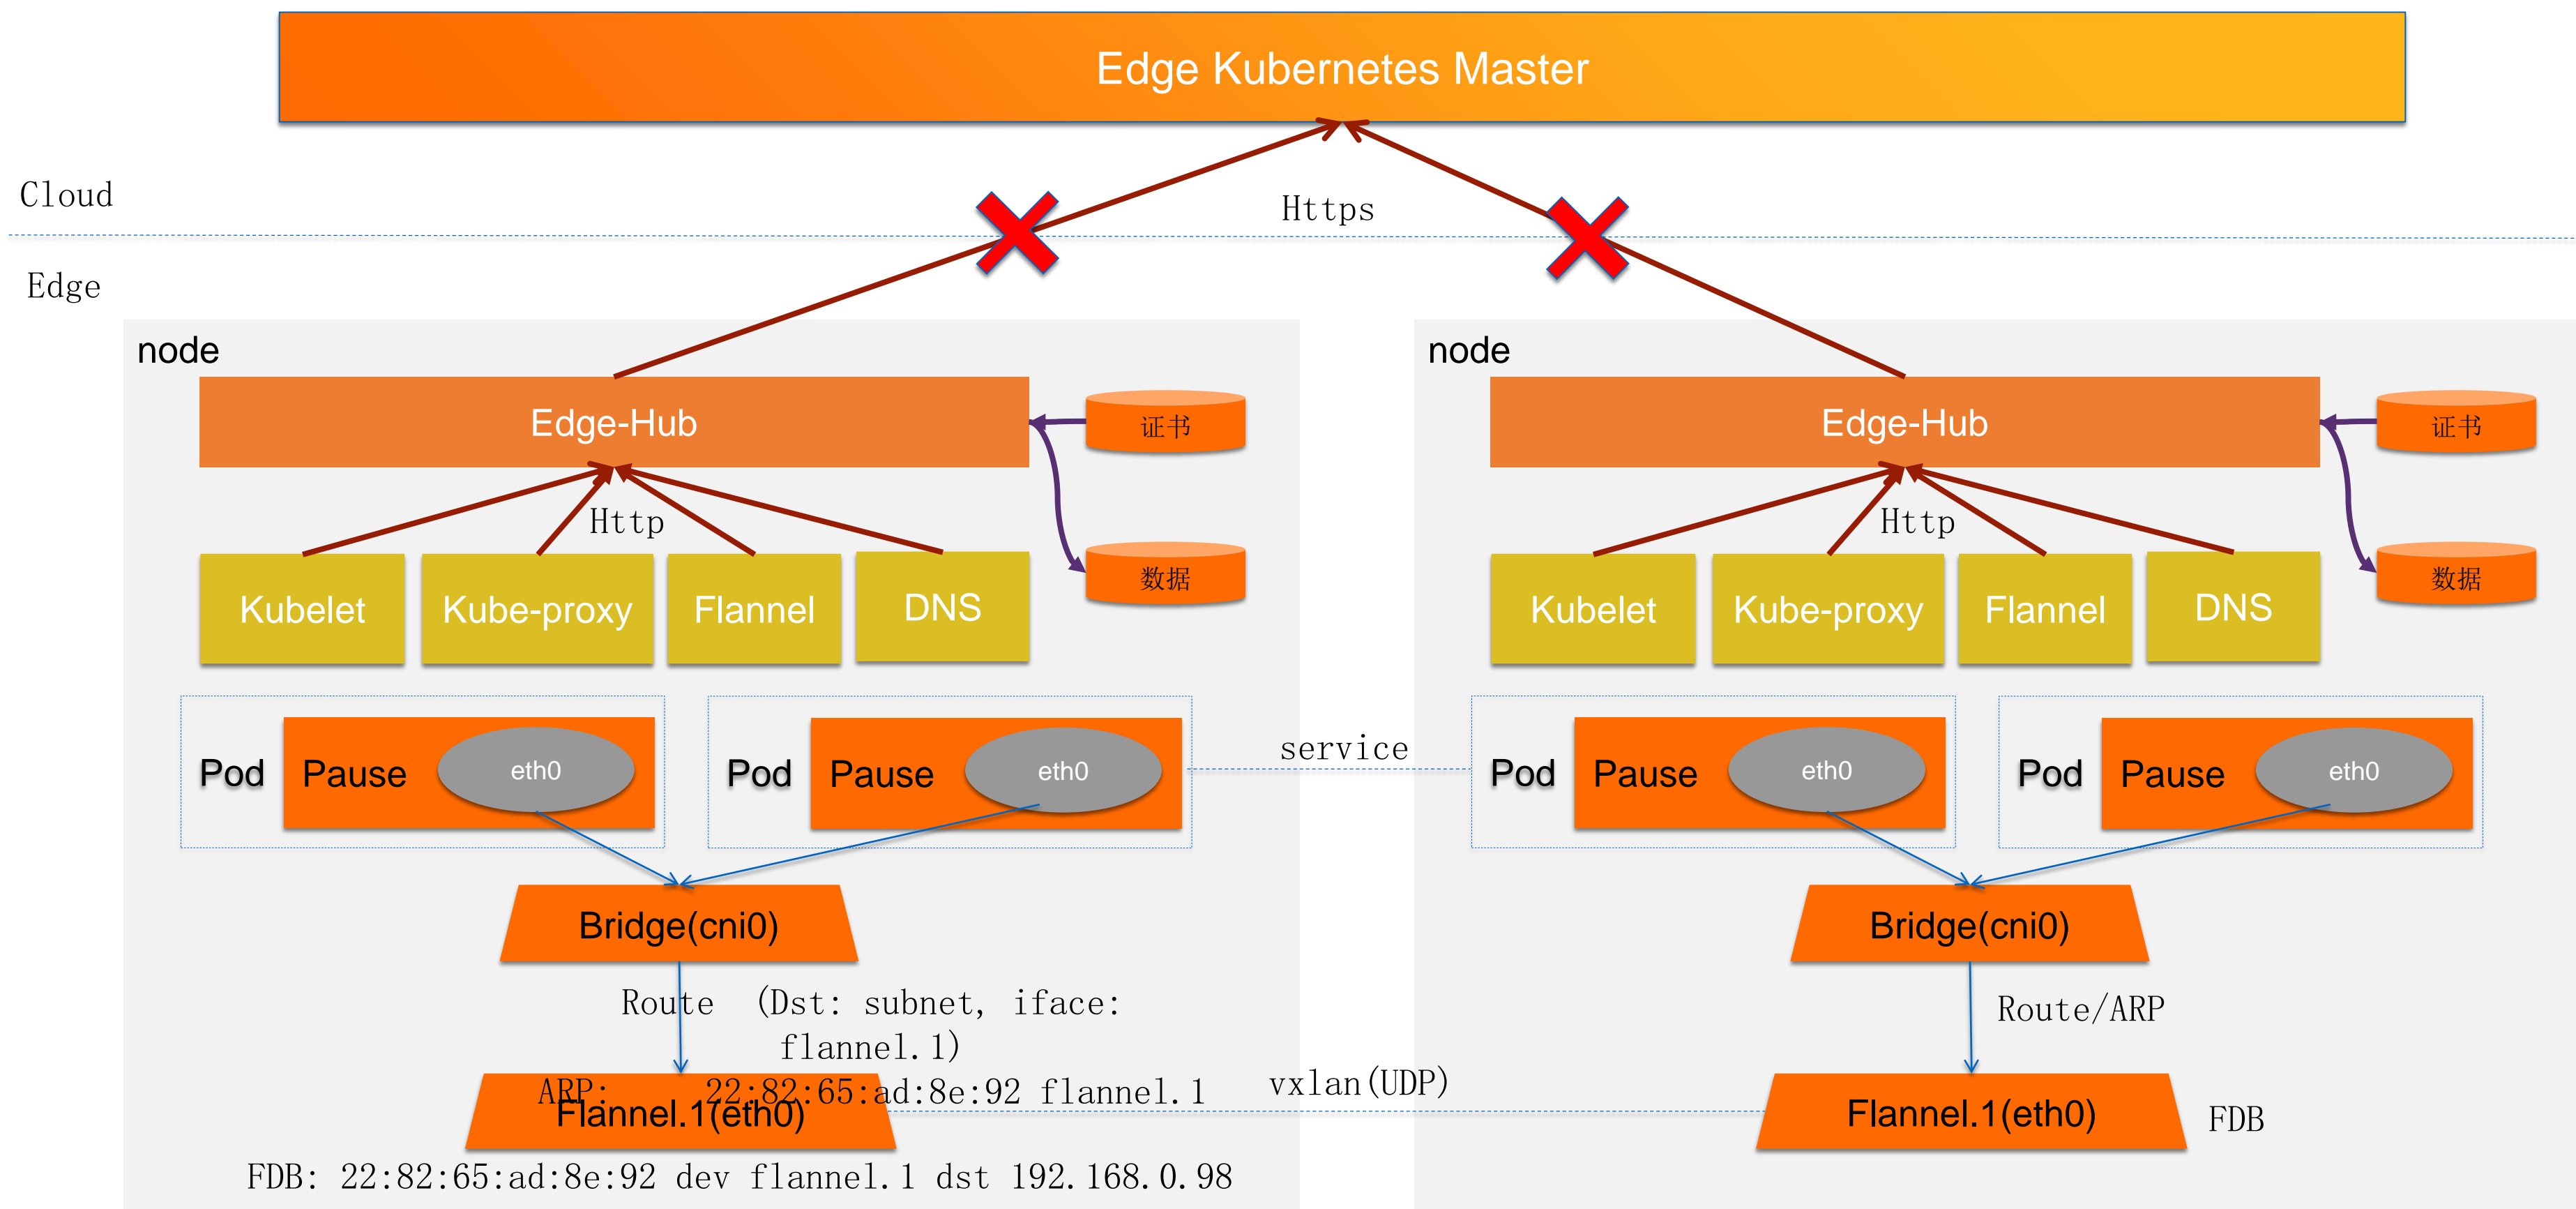 Edge Kubernetes Master
Cloud
Https
Edge
node
Edge-Hub
证书
Http
数据
Kubelet
Kube-proxy
Flannel
DNS
Pod
Pause
eth0
Pod
Pause
eth0
service
Bridge(cni0)
Route (Dst: subnet, iface:
flannel.1)
ARP: 22:82:65:ad:8e:92 flannel.1
Flannel.1(eth0)
FDB: 22:82:65:ad:8e:92 dev flannel.1 dst 192.168.0.98
vxlan(UDP)
node
Edge-Hub
证书
Http
数据
Kubelet
Kube-proxy
Flannel
DNS
Pod
Pause
eth0
Pod
Pause
eth0
Bridge(cni0)
Route/ARP
Flannel.1(eth0)
FDB